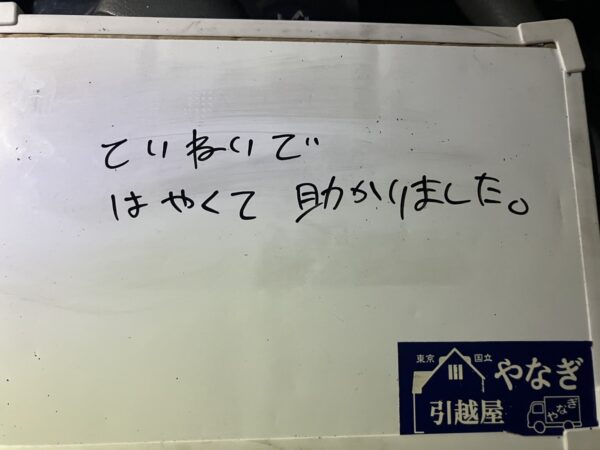 ていねいで
はやくて 助かりました。
東京 国立 やなぎ
引越屋 やなぎ